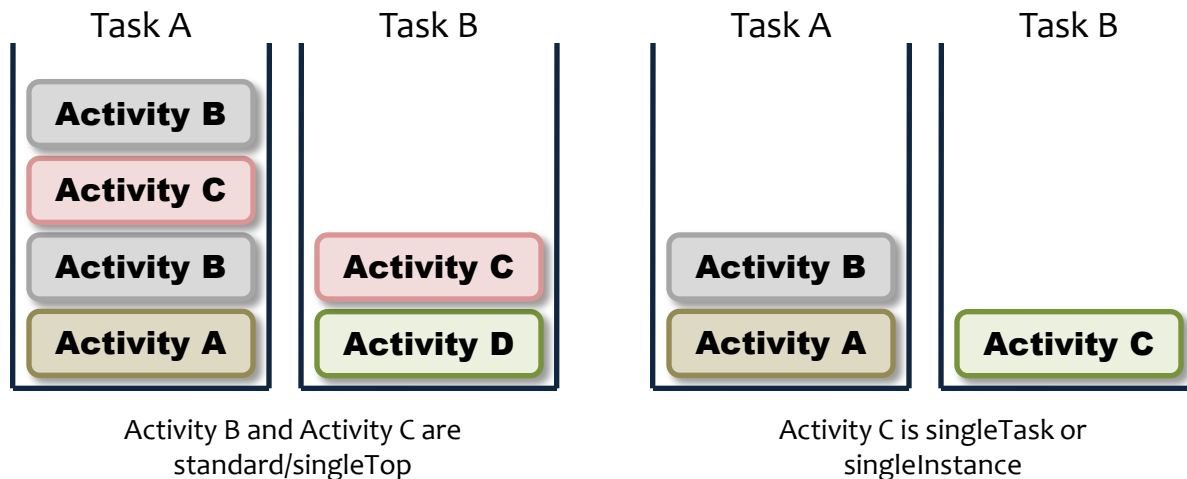 Task A
Task B
Activity B
Activity C
Activity B
Activity A
Activity C
Activity D
Activity B and Activity C are
standard/singleTop
Task A
Task B
Activity B
Activity A
Activity C
Activity C is singleTask or
singleInstance